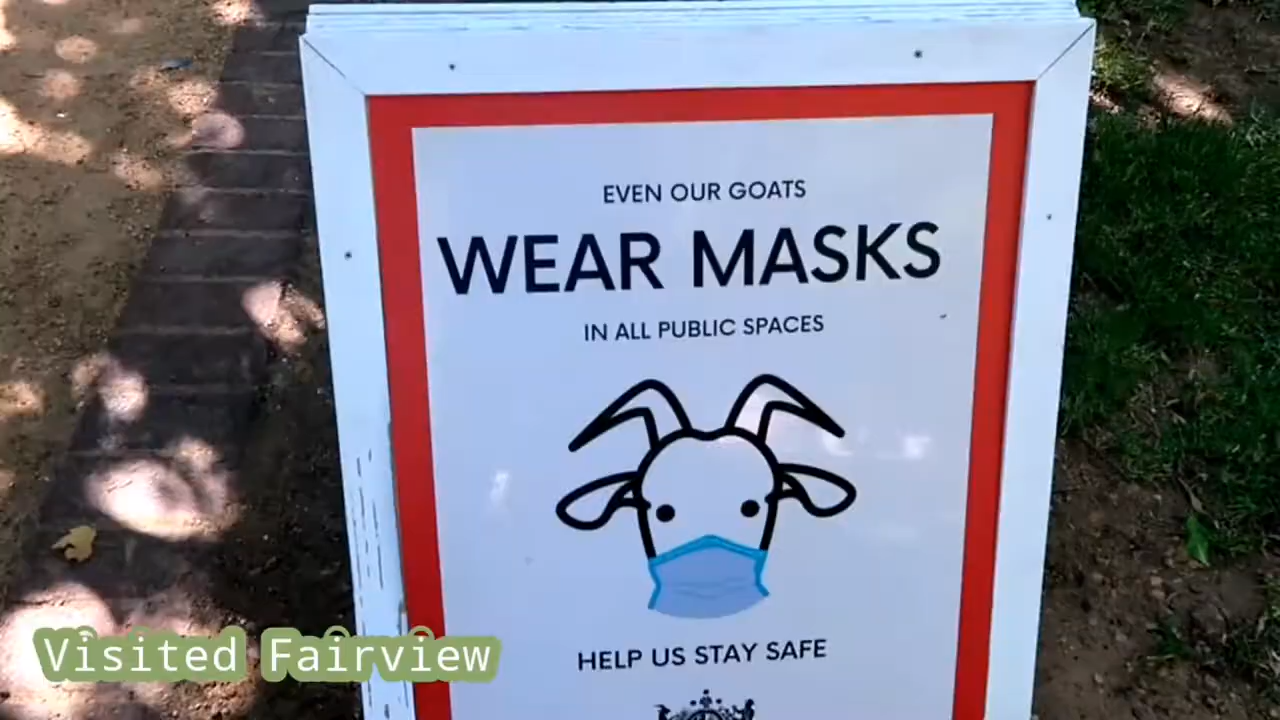 EVEN OUR GOATS
WEAR MASKS
IN ALL PUBLIC SPACES
HELP US STAY SAFE
Visited Fairview